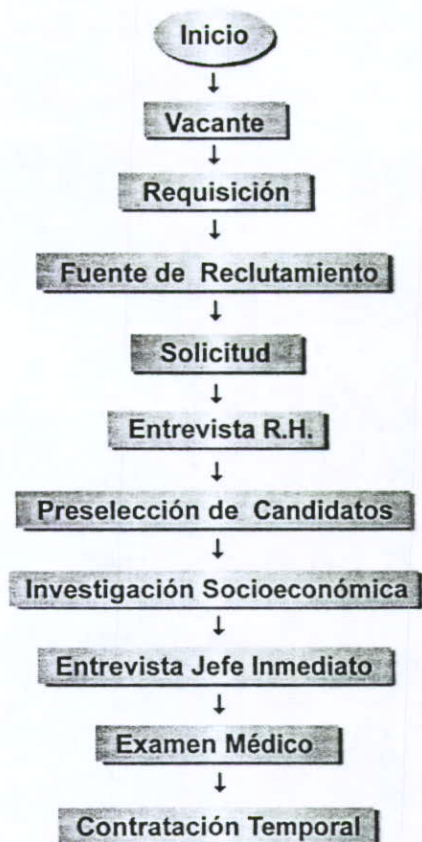 Inicio
Vacante
Requisición
Fuente de Reclutamiento
Solicitud
Entrevista R.H.
Preselección de Candidatos
Investigación Socioeconómica
Entrevista Jefe Inmediato
Examen Médico
Contratación Temporal